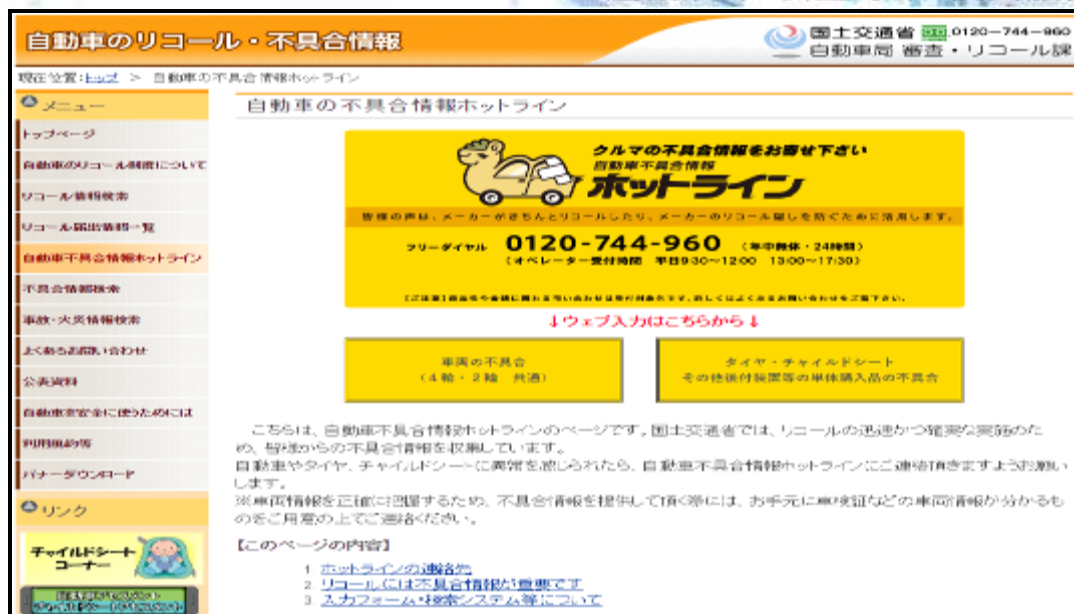 自動車のリコール・不具合情報
国土交通省 0120-744-960
自動車局 審査・リコール課
現在位置:トップ > 自動車の不具合情報ホットライン
メニュー
トップページ
自動車のリコール制度について
リコール情報検索
リコール届出情報一覧
自動車不具合情報ホットライン
不具合情報検索
事故・火災情報検索
よくあるお問い合わせ
公表資料
自動車を安全に使うためには
利用規約等
バナーダウンロード
リンク
チャイルドシート
コーナー
自動車の不具合情報ホットライン
クルマの不具合情報をお寄せ下さい
自動車不具合情報
ホットライン
皆様の声は、メーカーがきちんとリコールしたり、メーカーのリコール隠しを防ぐために活用します。
フリーダイヤル 0120-744-960 (年中無休・24時間)
(オペレーター受付時間 平日9:30~12:00 13:00~17:30)
↓ウェブ入力はこちらから↓
車両の不具合
(4輪・2輪 共通)
タイヤ・チャイルドシート
その他後付装置等の単体購入品の不具合
こちらは、自動車不具合情報ホットラインのページです。国土交通省では、リコールの迅速かつ確実な実施のた
め、皆様からの不具合情報を収集しています。
自動車やタイヤ、チャイルドシートに異常を感じられたら、自動車不具合情報ホットラインにご連絡頂きますようお願い
します。
※車両情報を正確に把握するため、不具合情報を提供して頂く際には、お手元に車検証などの車両情報が分かるも
のをご用意の上でご連絡ください。
【このページの内容】
1 ホットラインの連絡先
2 リコールには不具合情報が重要です
3 入力フォーム・検索システム等について